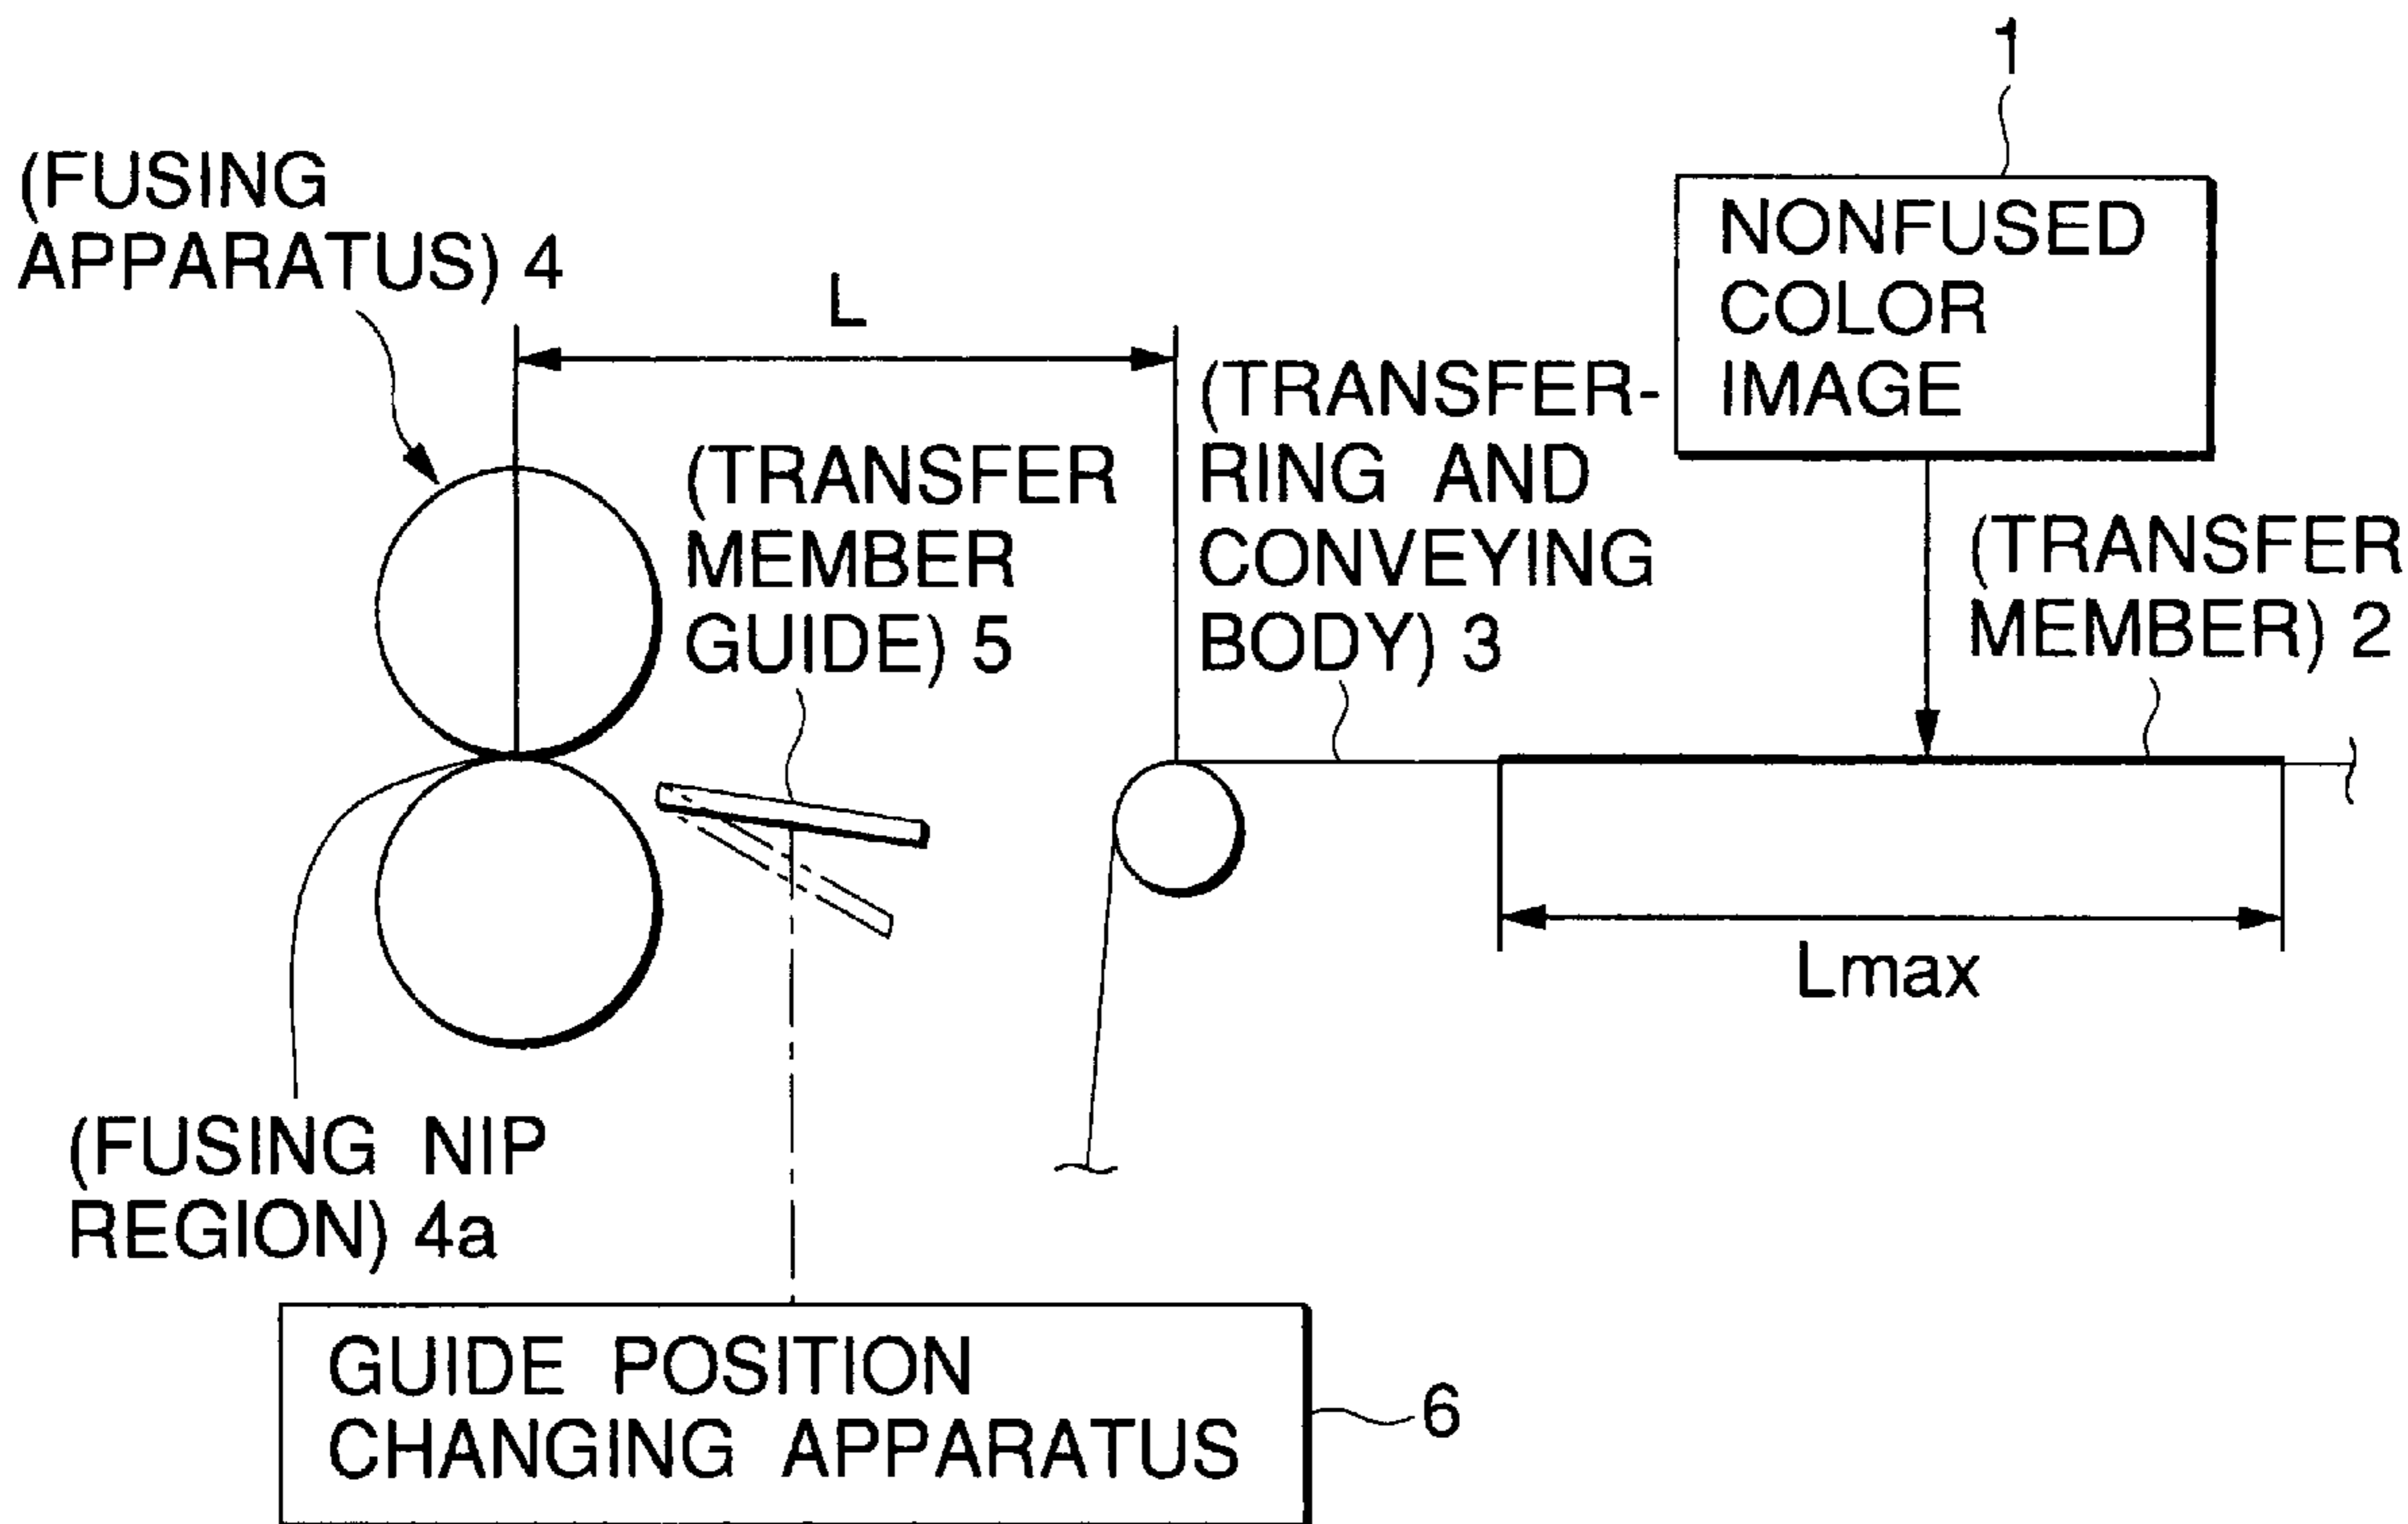 1
(FUSING
APPARATUS) 4
L
NONFUSED
COLOR
IMAGE
(TRANSFER-
RING AND
CONVEYING
BODY) 3
(TRANSFER
MEMBER
GUIDE) 5
(TRANSFER
MEMBER) 2
Lmax
(FUSING NIP
REGION) 4a
GUIDE POSITION
CHANGING APPARATUS
6